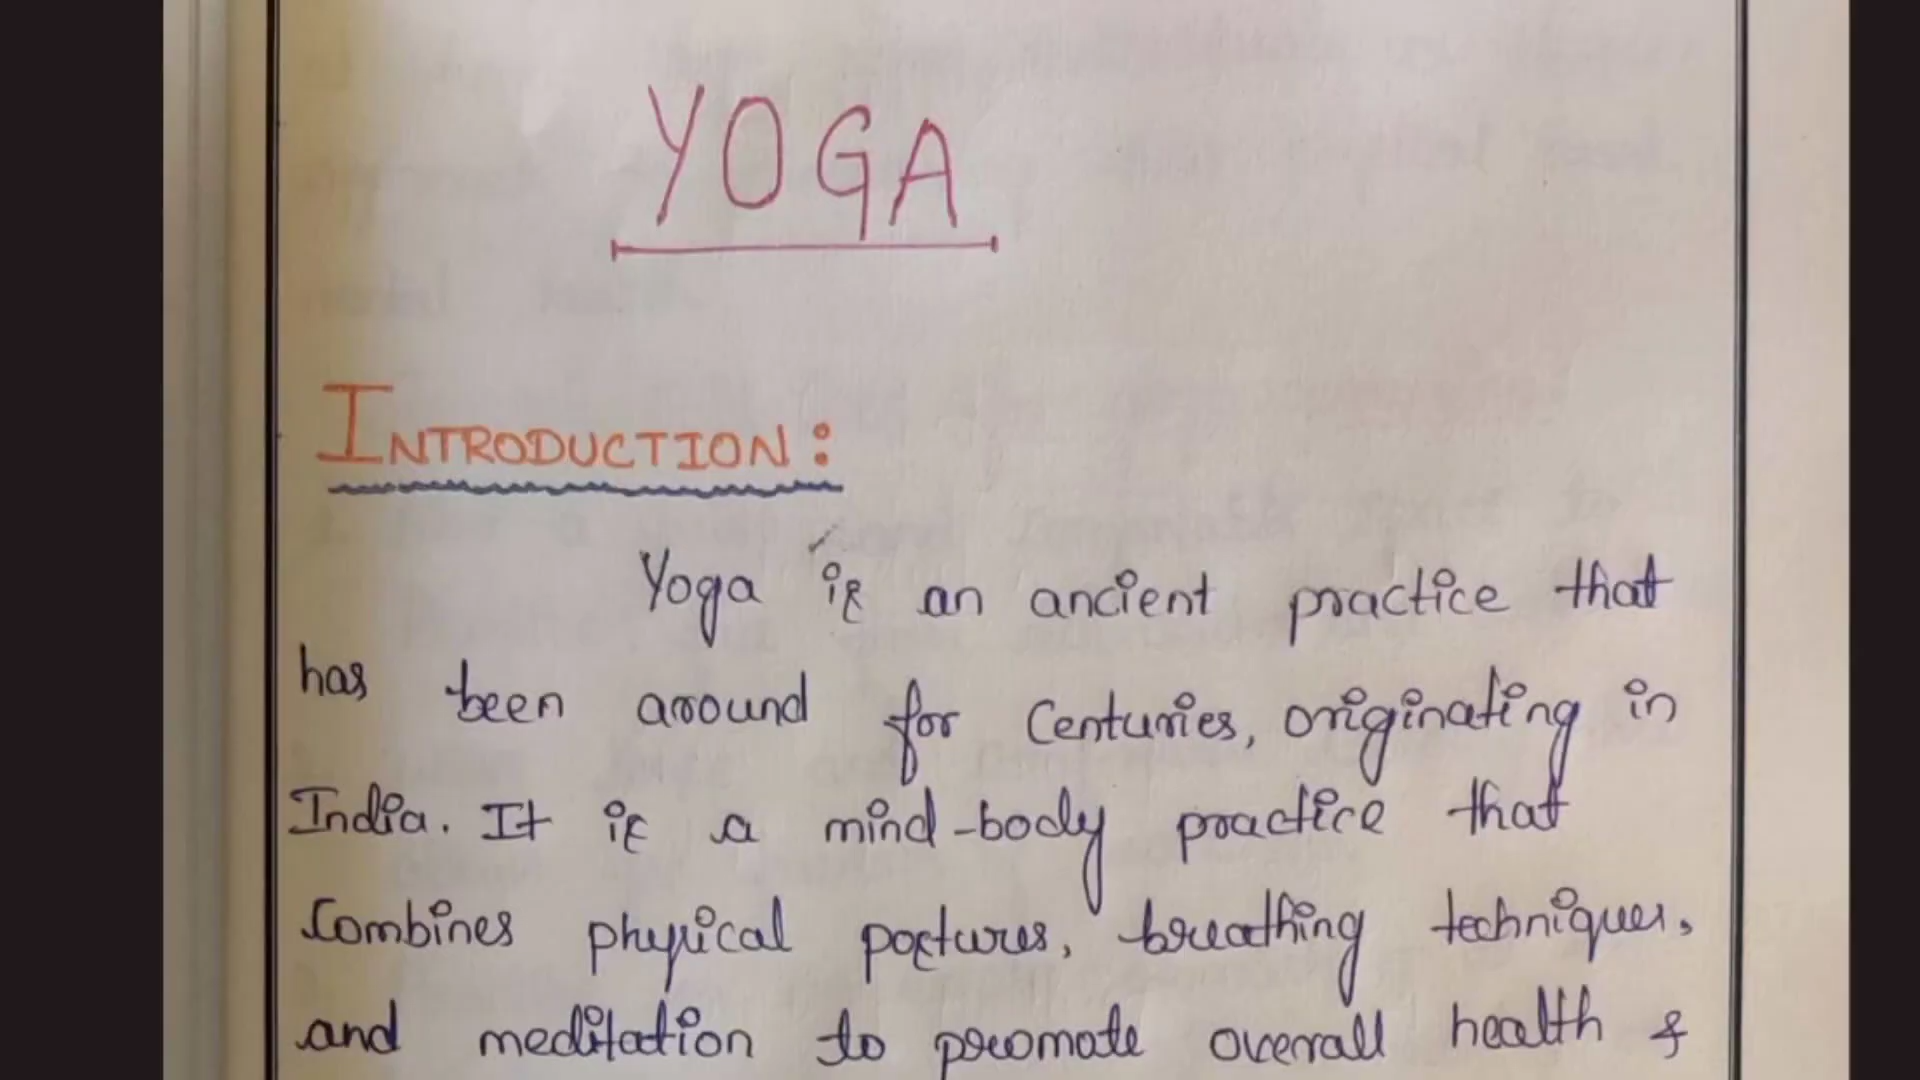 YOGA
INTRODUCTION:
Yoga is an ancient practice that
has been around for centuries, originating in
India. It is a mind-body practice that
combines physical postures, breathing techniques,
and meditation to promote overall health &